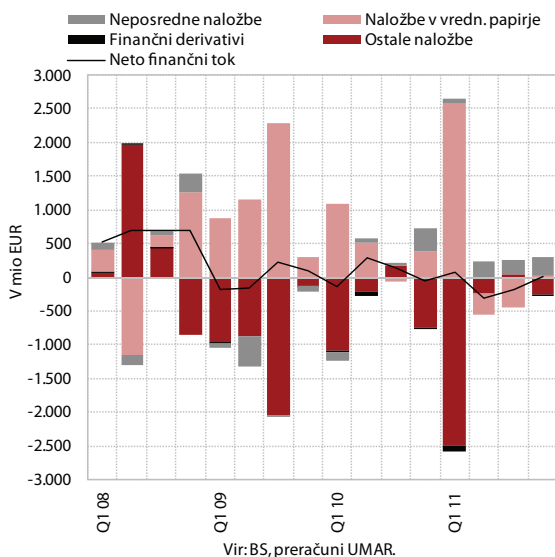 Neposredne naložbe
Naložbe v vredn. papirje
Finančni derivativi
Ostale naložbe
Neto finančni tok
V mio EUR
3.000
2.500
2.000
1.500
1.000
500
0
-500
-1.000
-1.500
-2.000
-2.500
-3.000
Q1 08
Q1 09
Q1 10
Q1 11
Vir: BS, preračuni UMAR.